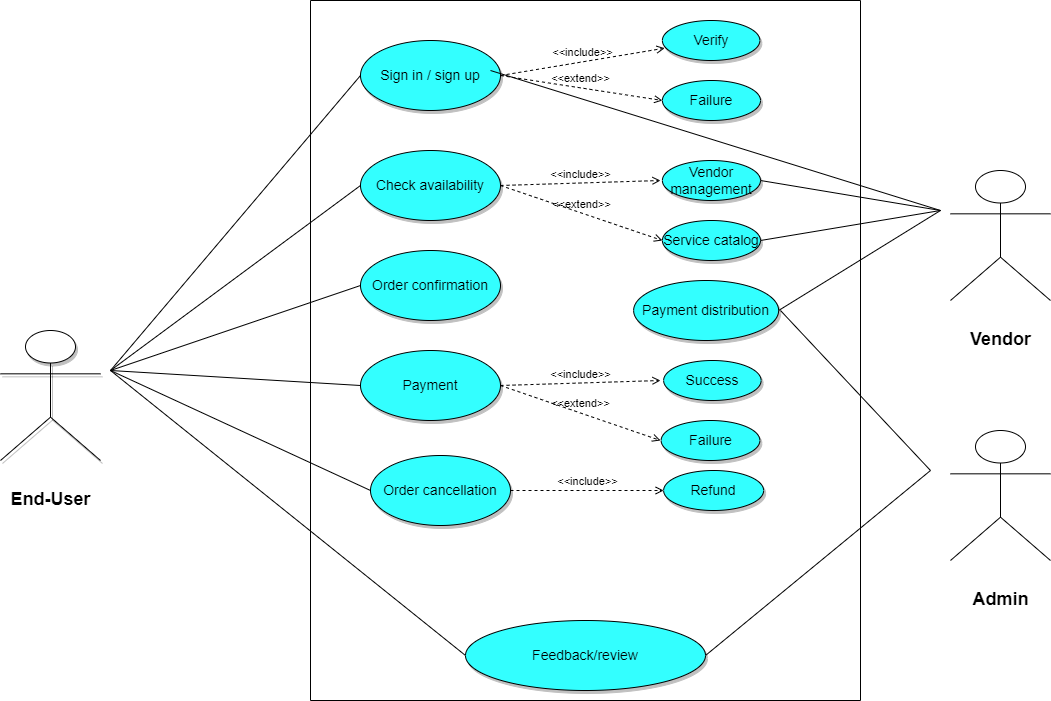 Sign in / sign up
<<include>>
Verify
<<extend>>
Failure
Check availability
<<include>>
Vendor
management
<<extend>>
Service catalog
Order confirmation
Payment distribution
Payment
<<include>>
Success
<<extend>>
Failure
Order cancellation
<<include>>
Refund
Feedback/review
End-User
Vendor
Admin